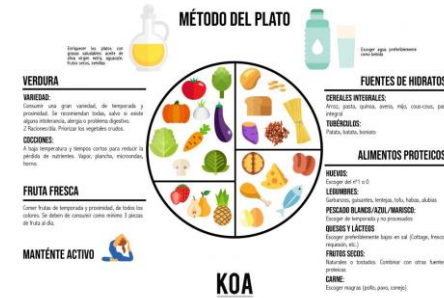 MÉTODO DEL PLATO
Enriquecer los platos con
grasas saludables: aceite de
oliva virgen extra, aguacate,
frutos secos, semillas.
Escoger agua preferiblemente
como bebida
VERDURA
VARIEDAD:
Consumir una gran variedad, de temporada y
proximidad. Se recomiendan todas, salvo si existe
alguna intolerancia, alergia o problema digestivo.
2 Raciones/día. Priorizar los vegetales crudos.
COCCIONES:
A baja temperatura y tiempos cortos para reducir la
pérdida de nutrientes. Vapor, plancha, microondas,
horno.
FRUTA FRESCA
Comer frutas de temporada y proximidad, de todos los
colores. Se deben de consumir como mínimo 3 piezas
de fruta al día.
MANTÉNTE ACTIVO
FUENTES DE HIDRATOS
CEREALES INTEGRALES:
Arroz, pasta, quinoa, avena, mijo, cous-cous, pan
integral
TUBÉRCULOS:
Patata, batata, boniato
ALIMENTOS PROTEICOS
HUEVOS:
Escoger del nº1 o 0
LEGUMBRES:
Garbanzos, guisantes, lentejas, tofu, habas, alubias
PESCADO BLANCO/AZUL/MARISCO:
Escoger de temporada y no procesados
QUESOS Y LÁCTEOS
Escoger preferiblemente bajos en sal (Cottage, fresco,
requesón, etc.)
FRUTOS SECOS:
Naturales o tostados. Combinar con otras fuentes
proteicas
CARNE:
Escoger magras (pollo, pavo, conejo).
KOA